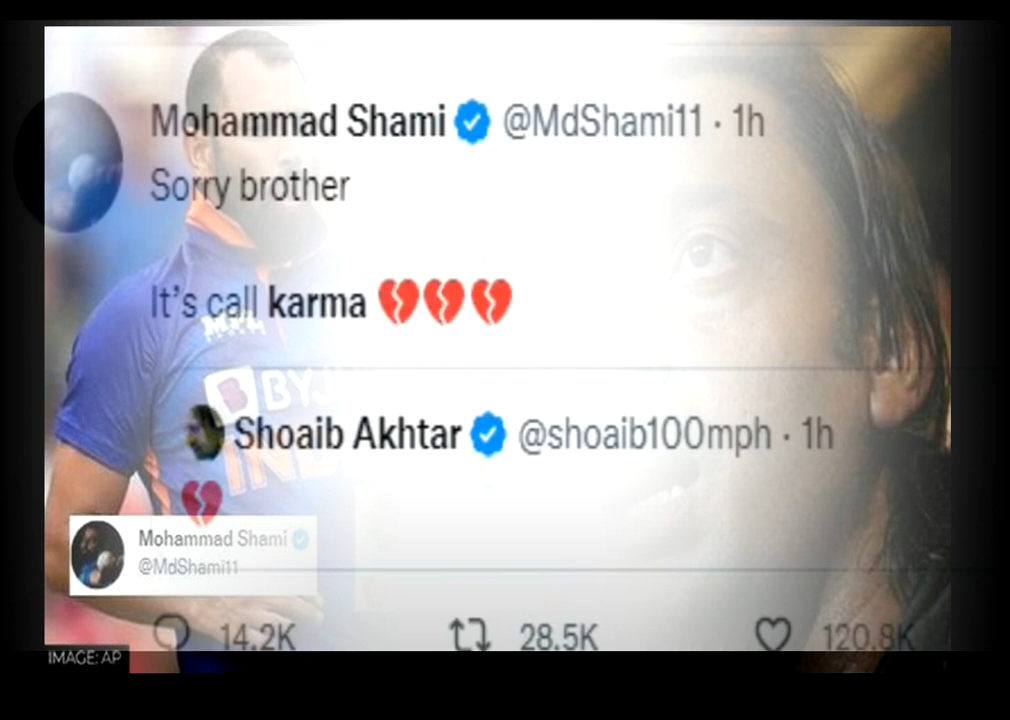 Mohammad Shami @MdShami11 · 1h
Sorry brother
It's call karma 💔💔💔
Shoaib Akhtar @shoaib100mph · 1h
💔
Mohammad Shami
@MdShami11
14.2K 28.5K 120.8K
IMAGE: AP